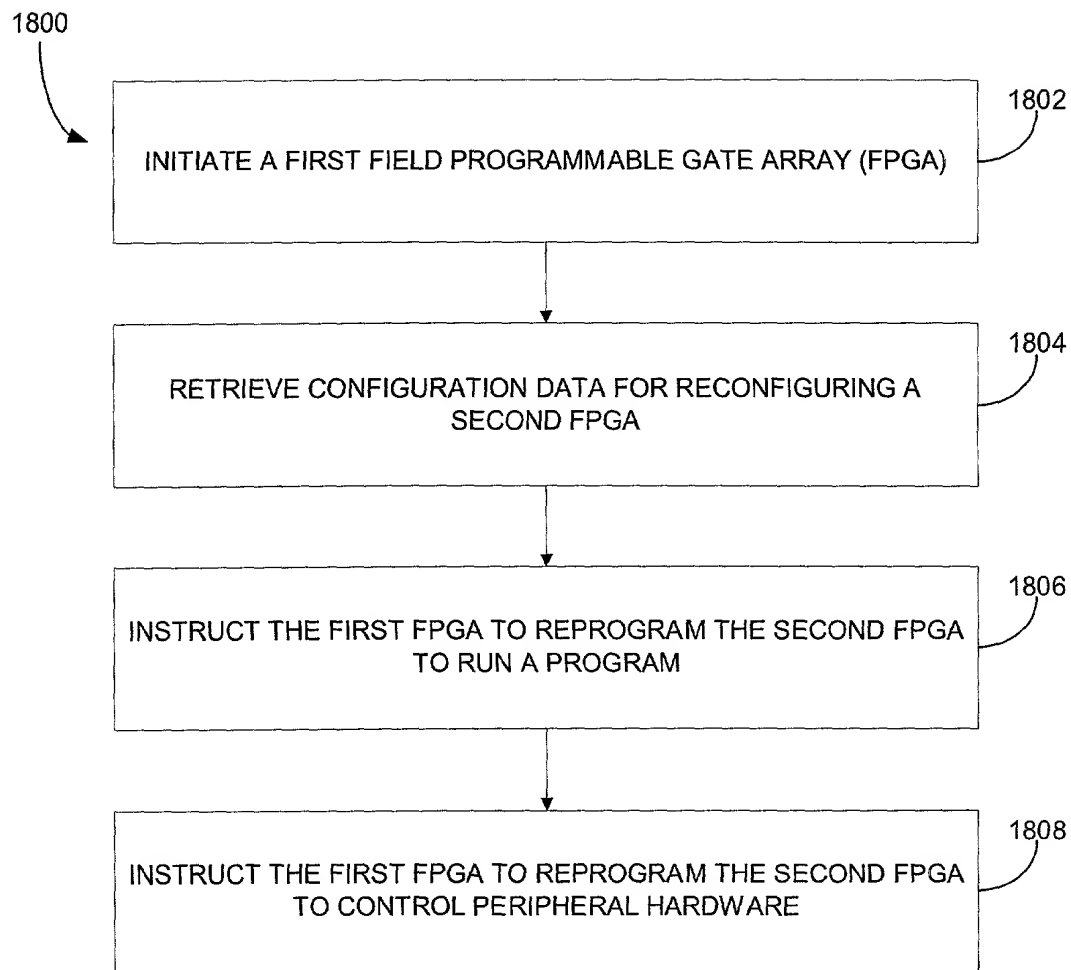 1800
1802
INITIATE A FIRST FIELD PROGRAMMABLE GATE ARRAY (FPGA)
1804
RETRIEVE CONFIGURATION DATA FOR RECONFIGURING A
SECOND FPGA
1806
INSTRUCT THE FIRST FPGA TO REPROGRAM THE SECOND FPGA
TO RUN A PROGRAM
1808
INSTRUCT THE FIRST FPGA TO REPROGRAM THE SECOND FPGA
TO CONTROL PERIPHERAL HARDWARE